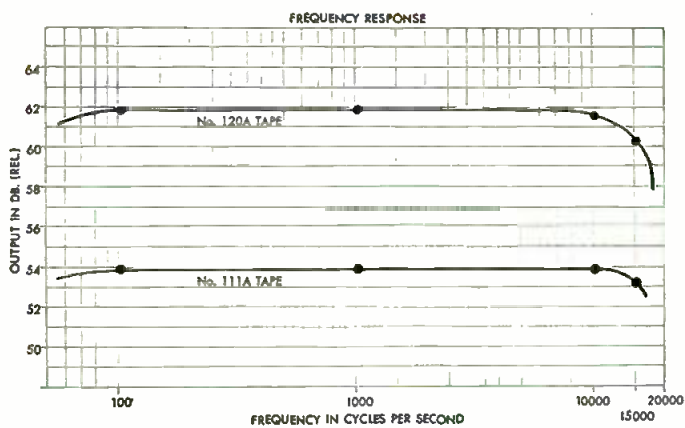 FREQUENCY RESPONSE
OUTPUT IN DB. (REL.)
64
62
60
58
56
54
52
50
No. 120A TAPE
No. 111A TAPE
100
1000
10000
20000
15000
FREQUENCY IN CYCLES PER SECOND